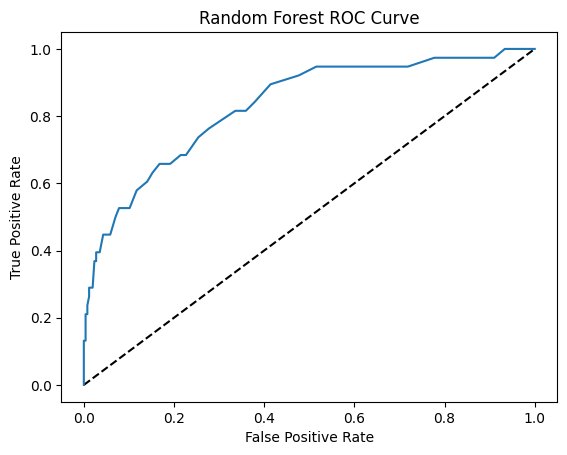 Random Forest ROC Curve
True Positive Rate
1.0
0.8
0.6
0.4
0.2
0.0
0.0 0.2 0.4 0.6 0.8 1.0
False Positive Rate